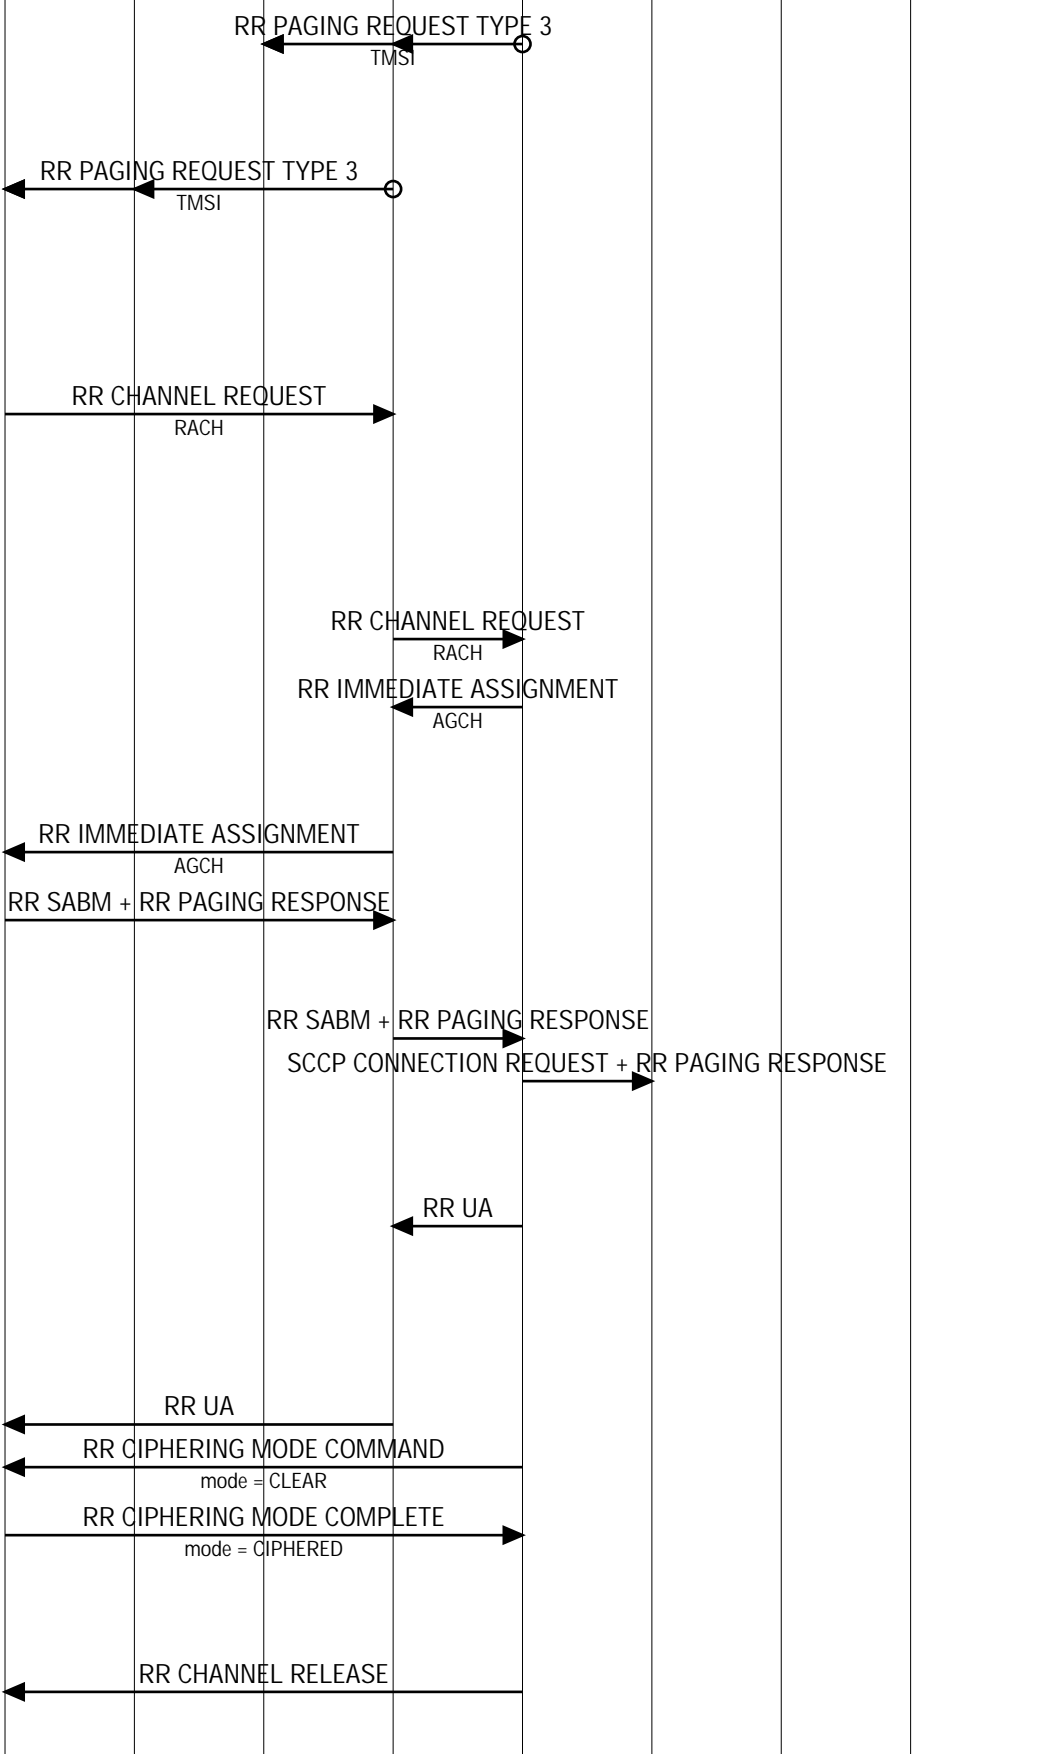 RR PAGING REQUEST TYPE 3
TMSI
RR PAGING REQUEST TYPE 3
TMSI
RR CHANNEL REQUEST
RACH
RR CHANNEL REQUEST
RACH
RR IMMEDIATE ASSIGNMENT
AGCH
RR IMMEDIATE ASSIGNMENT
AGCH
RR SABM + RR PAGING RESPONSE
RR SABM + RR PAGING RESPONSE
SCCP CONNECTION REQUEST + RR PAGING RESPONSE
RR UA
RR UA
RR CIPHERING MODE COMMAND
mode = CLEAR
RR CIPHERING MODE COMPLETE
mode = CIPHERED
RR CHANNEL RELEASE